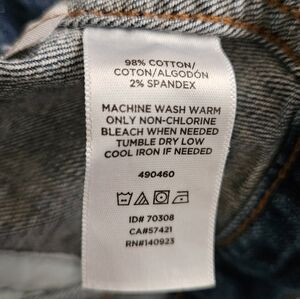 98% COTTON/
COTON/ALGODÓN
2% SPANDEX
MACHINE WASH WARM
ONLY NON-CHLORINE
BLEACH WHEN NEEDED
TUMBLE DRY LOW
COOL IRON IF NEEDED
490460
ID# 70308
CA#57421
RN#140923